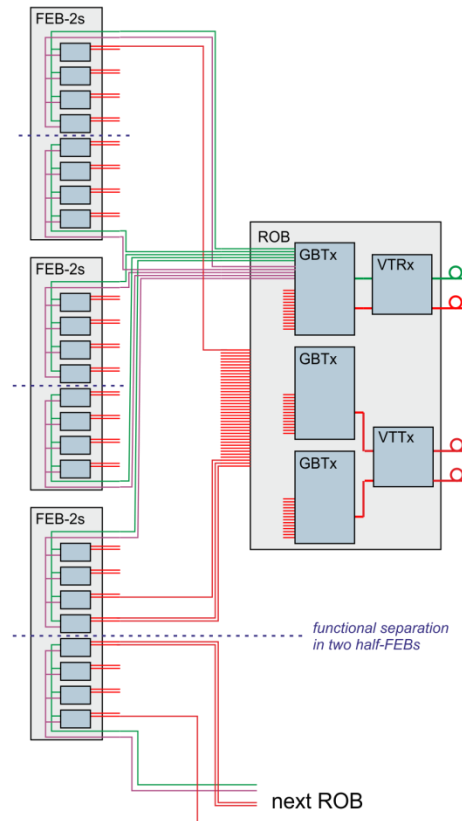 FEB-2s
ROB
GBTx
VTRx
FEB-2s
GBTx
VTTx
GBTx
FEB-2s
functional separation
in two half-FEBs
next ROB